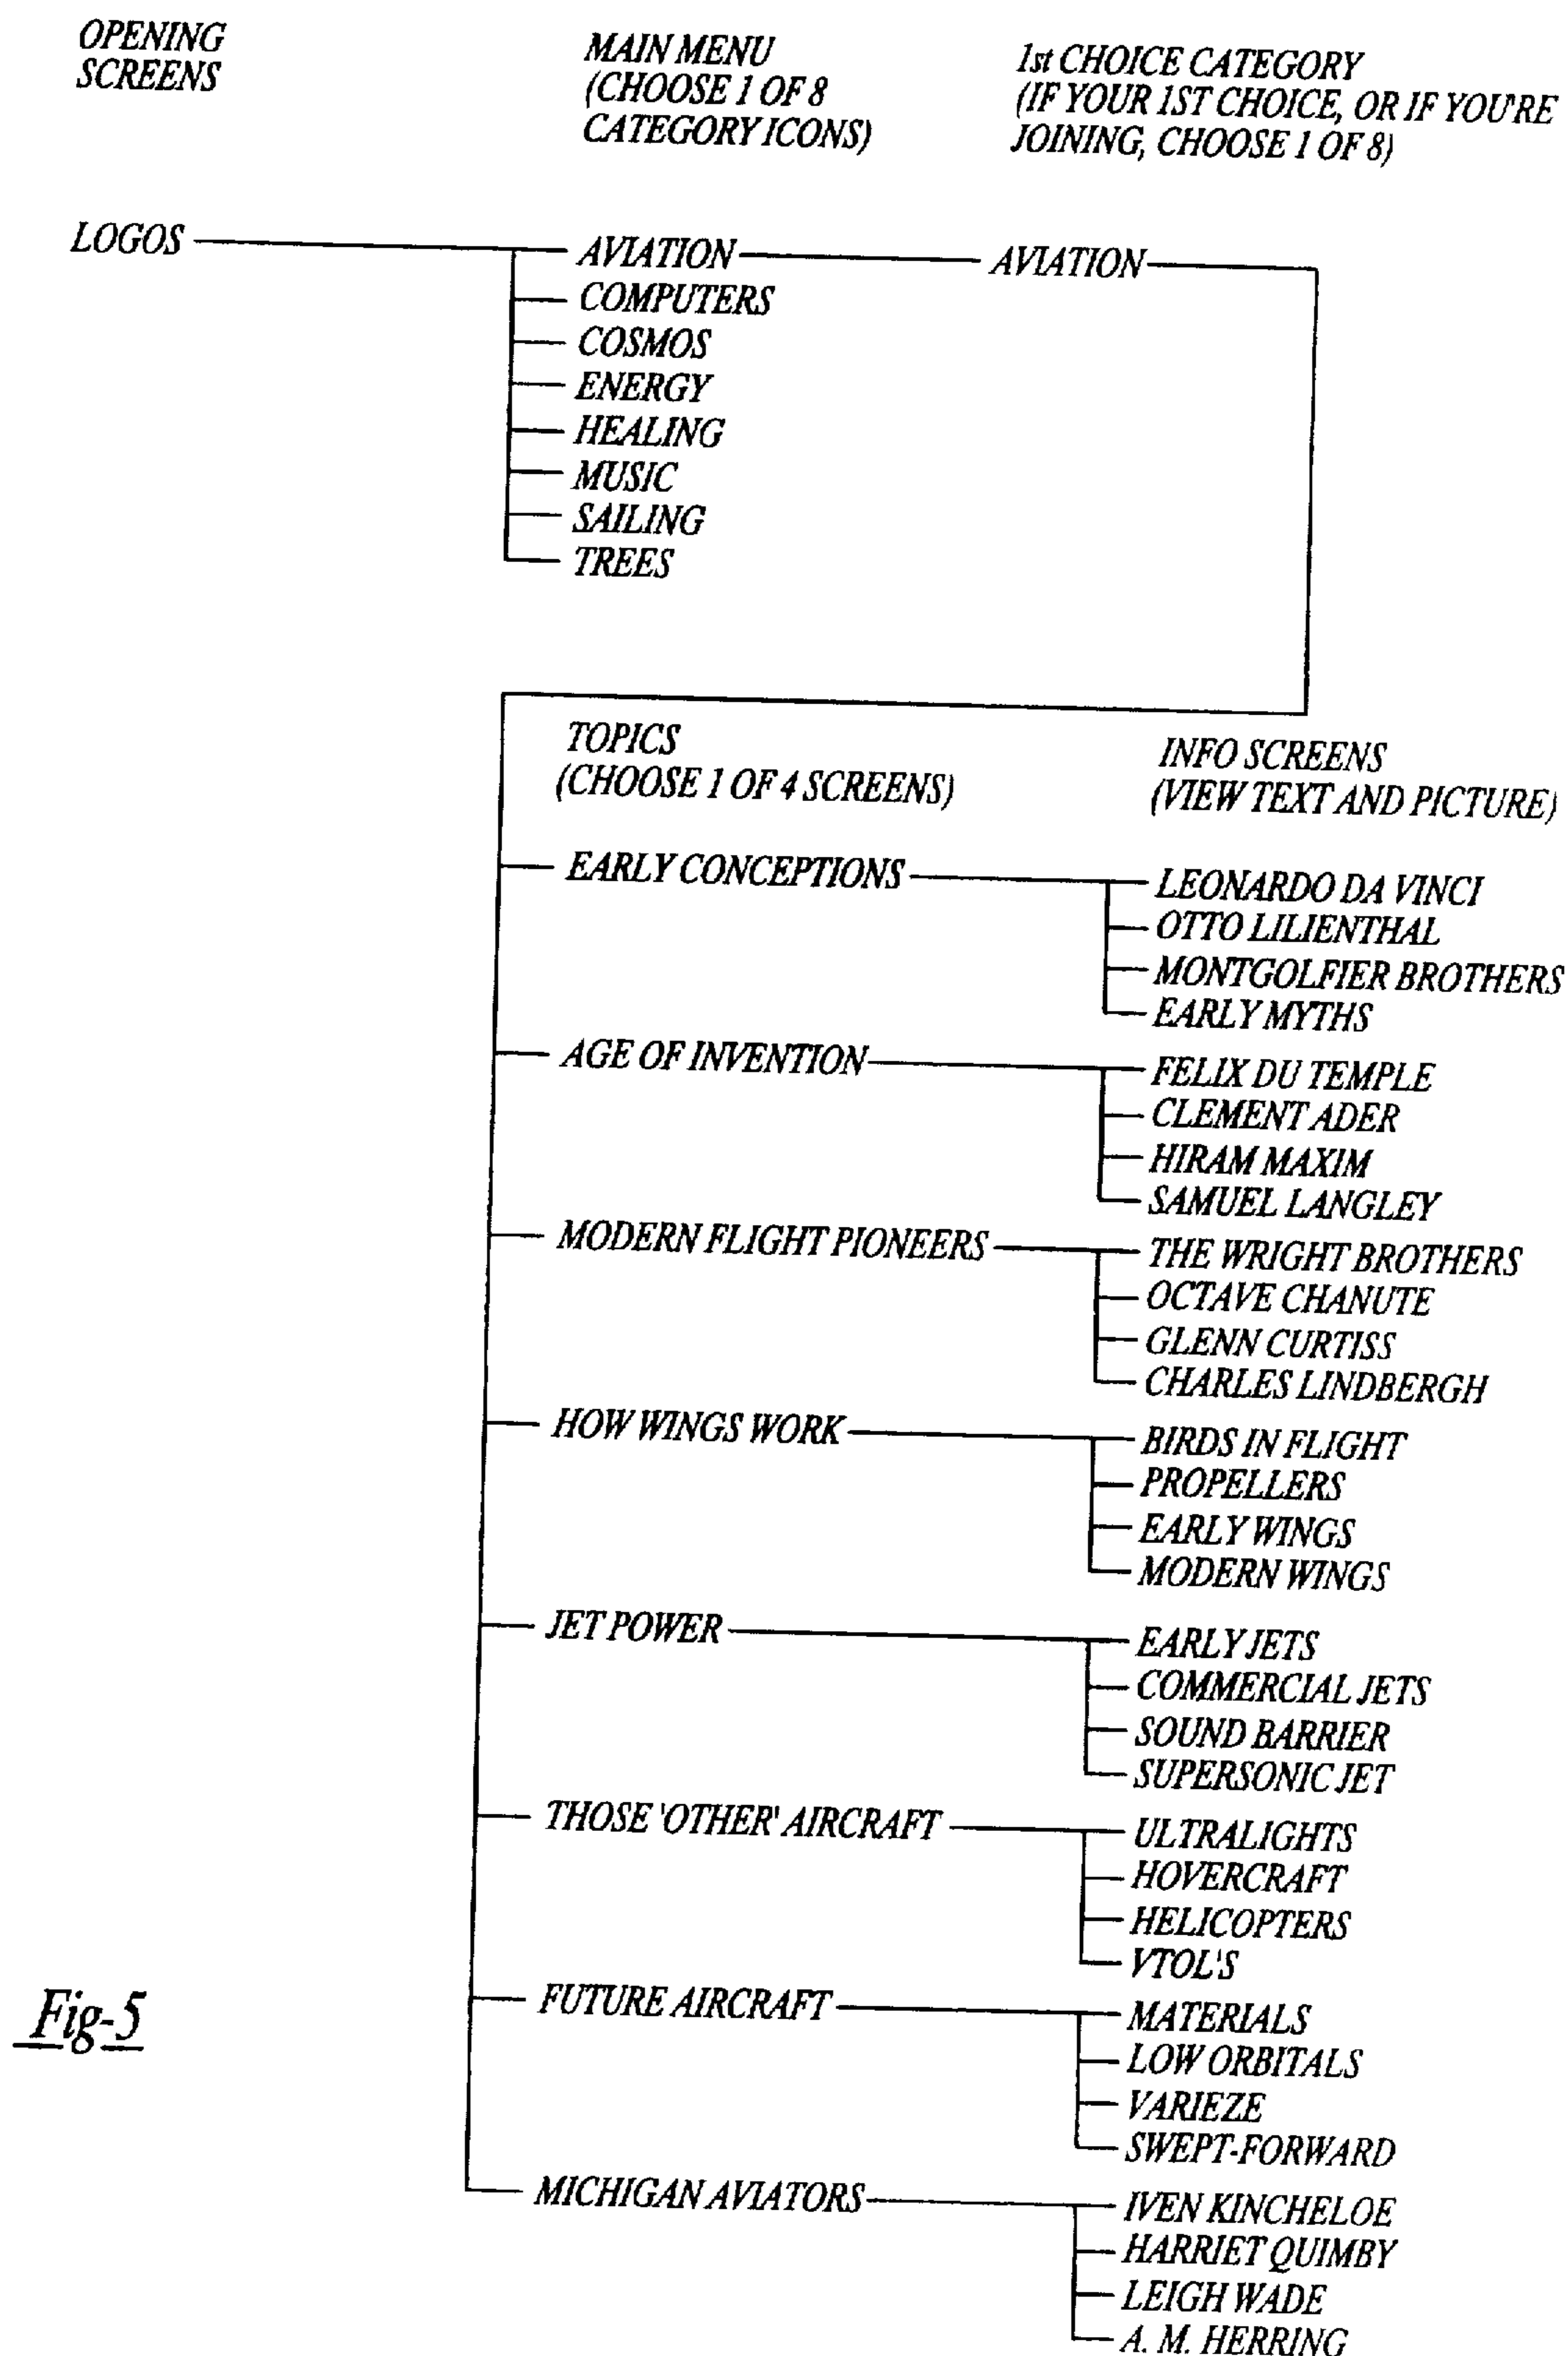 OPENING
SCREENS
MAIN MENU
(CHOOSE 1 OF 8
CATEGORY ICONS)
1st CHOICE CATEGORY
(IF YOUR 1ST CHOICE, OR IF YOU'RE
JOINING, CHOOSE 1 OF 8)
LOGOS
AVIATION
AVIATION
COMPUTERS
COSMOS
ENERGY
HEALING
MUSIC
SAILING
TREES
TOPICS
(CHOOSE 1 OF 4 SCREENS)
INFO SCREENS
(VIEW TEXT AND PICTURE)
EARLY CONCEPTIONS
LEONARDO DA VINCI
OTTO LILIENTHAL
MONTGOLFIER BROTHERS
EARLY MYTHS
AGE OF INVENTION
FELIX DU TEMPLE
CLEMENT ADER
HIRAM MAXIM
SAMUEL LANGLEY
MODERN FLIGHT PIONEERS
THE WRIGHT BROTHERS
OCTAVE CHANUTE
GLENN CURTISS
CHARLES LINDBERGH
HOW WINGS WORK
BIRDS IN FLIGHT
PROPELLERS
EARLY WINGS
MODERN WINGS
JET POWER
EARLY JETS
COMMERCIAL JETS
SOUND BARRIER
SUPERSONIC JET
THOSE 'OTHER' AIRCRAFT
ULTRALIGHTS
HOVERCRAFT
HELICOPTERS
VTOL'S
FUTURE AIRCRAFT
MATERIALS
LOW ORBITALS
VARIEZE
SWEPT-FORWARD
MICHIGAN AVIATORS
IVEN KINCHELOE
HARRIET QUIMBY
LEIGH WADE
A. M. HERRING
Fig-5